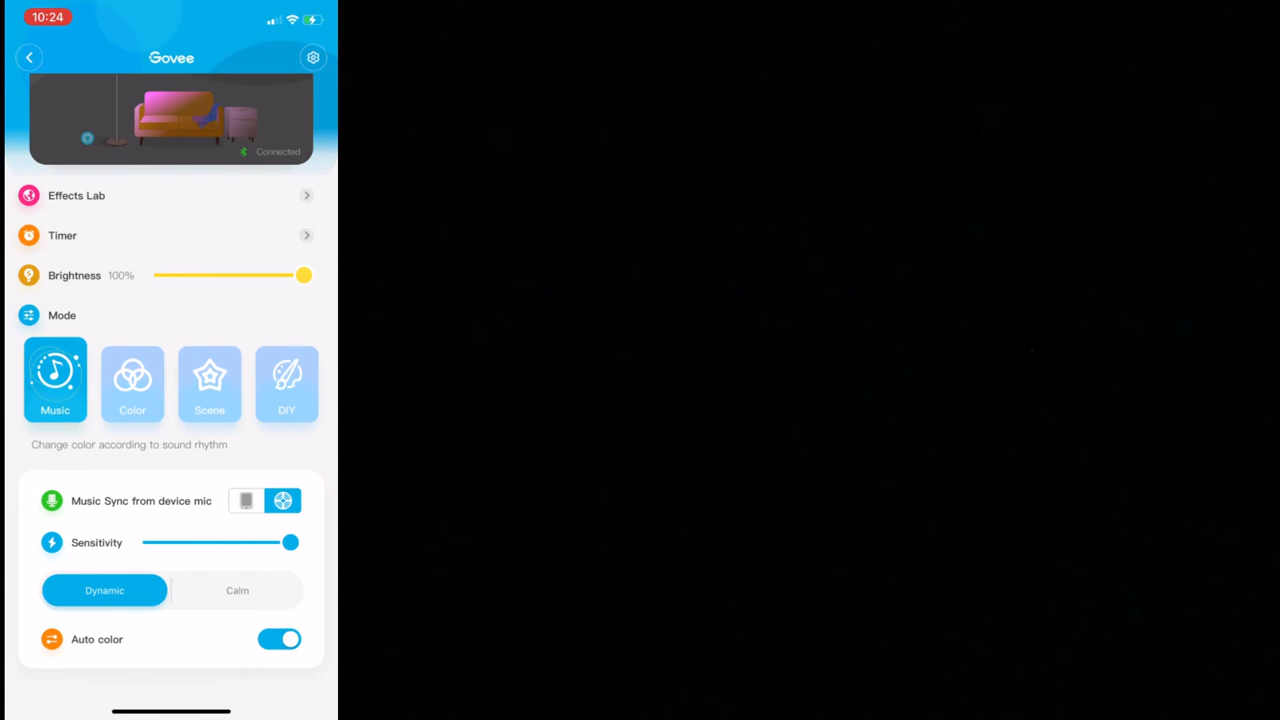 10:24
Govee
Connected
Effects Lab
Timer
Brightness 100%
Mode
Music Color Scene DIY
Change color according to sound rhythm
Music Sync from device mic
Sensitivity
Dynamic Calm
Auto color